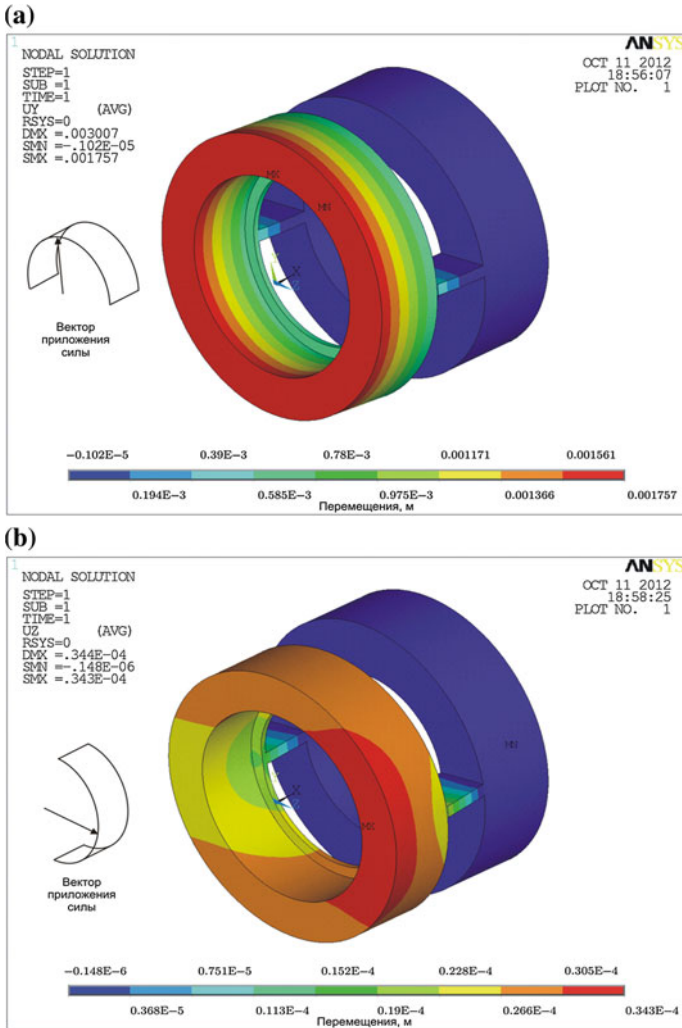 (a)
1
NODAL SOLUTION
STEP=1
SUB =1
TIME=1
UY (AVG)
RSYS=0
DMX =.003007
SMN =-.102E-05
SMX =.001757
ANSYS
OCT 11 2012
18:56:07
PLOT NO. 1
MX
MN
Y
X
Z
Вектор
приложения
силы
-0.102E-5 0.39E-3 0.78E-3 0.001171 0.001561
0.194E-3 0.585E-3 0.975E-3 0.001366 0.001757
Перемещения, м
(b)
1
NODAL SOLUTION
STEP=1
SUB =1
TIME=1
UZ (AVG)
RSYS=0
DMX =.344E-04
SMN =-.148E-06
SMX =.343E-04
ANSYS
OCT 11 2012
18:58:25
PLOT NO. 1
MN
X
Z
MX
Вектор
приложения
силы
-0.148E-6 0.751E-5 0.152E-4 0.228E-4 0.305E-4
0.368E-5 0.113E-4 0.19E-4 0.266E-4 0.343E-4
Перемещения, м